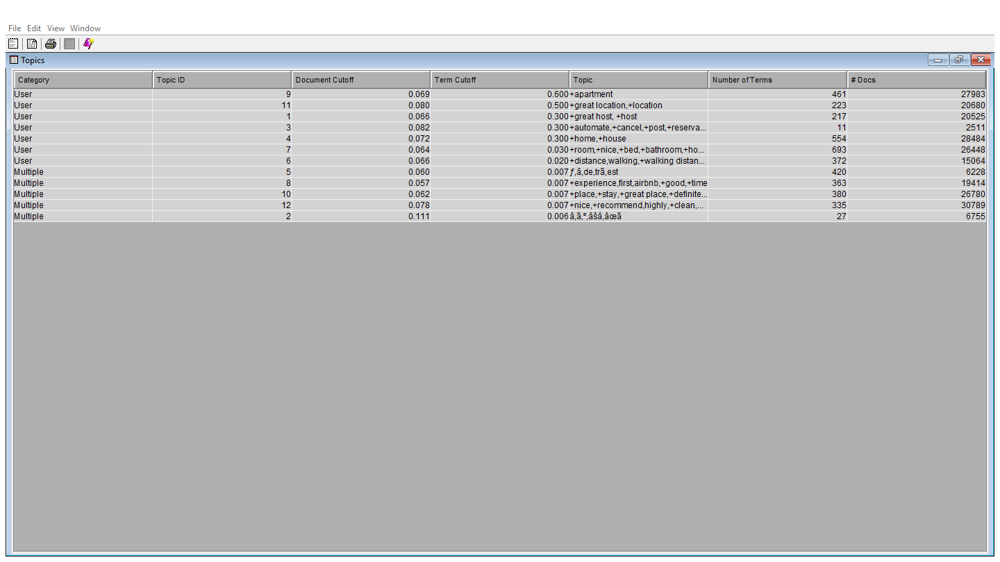 File Edit View Window
Topics
Category Topic ID Document Cutoff Term Cutoff Topic Number of Terms # Docs
User 9 0.069 0.600 +apartment 461 27983
User 11 0.080 0.500 +great location,+location 223 20680
User 1 0.066 0.300 +great host, +host 217 20525
User 3 0.082 0.300 +automate,+cancel,+post,+reserva... 11 2511
User 4 0.072 0.300 +home,+house 554 28484
User 7 0.064 0.030 +room,+nice,+bed,+bathroom,+ho... 693 26448
User 6 0.066 0.020 +distance,walking,+walking distan... 372 15064
Multiple 5 0.060 0.007 ƒ,â,de,trã,est 420 6228
Multiple 8 0.057 0.007 +experience,first,airbnb,+good,+time 363 19414
Multiple 10 0.062 0.007 +place,+stay,+great place,+definite... 380 26780
Multiple 12 0.078 0.007 +nice,+recommend,highly,+clean,... 335 30789
Multiple 2 0.111 0.006 â,ã,º,âšâ,âœã 27 6755